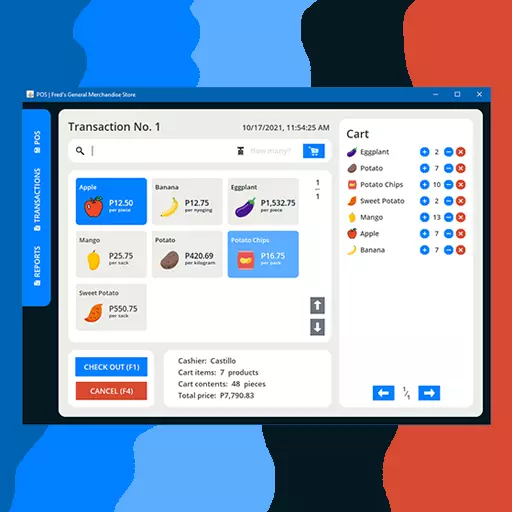 POS | Fred's General Merchandise Store
POS
TRANSACTIONS
REPORTS
Transaction No. 1
10/17/2021, 11:54:25 AM
How many?
Apple
P12.50
per piece
Banana
P12.75
per nyoging
Eggplant
P1,532.75
per piece
1
1
Mango
P25.75
per sack
Potato
P420.69
per kilogram
Potato Chips
P16.75
per pack
Sweet Potato
P550.75
per sack
CHECK OUT (F1)
CANCEL (F4)
Cashier: Castillo
Cart items: 7 products
Cart contents: 48 pieces
Total price: P7,790.83
Cart
Eggplant 2
Potato 7
Potato Chips 10
Sweet Potato 2
Mango 13
Apple 7
Banana 7
1/1